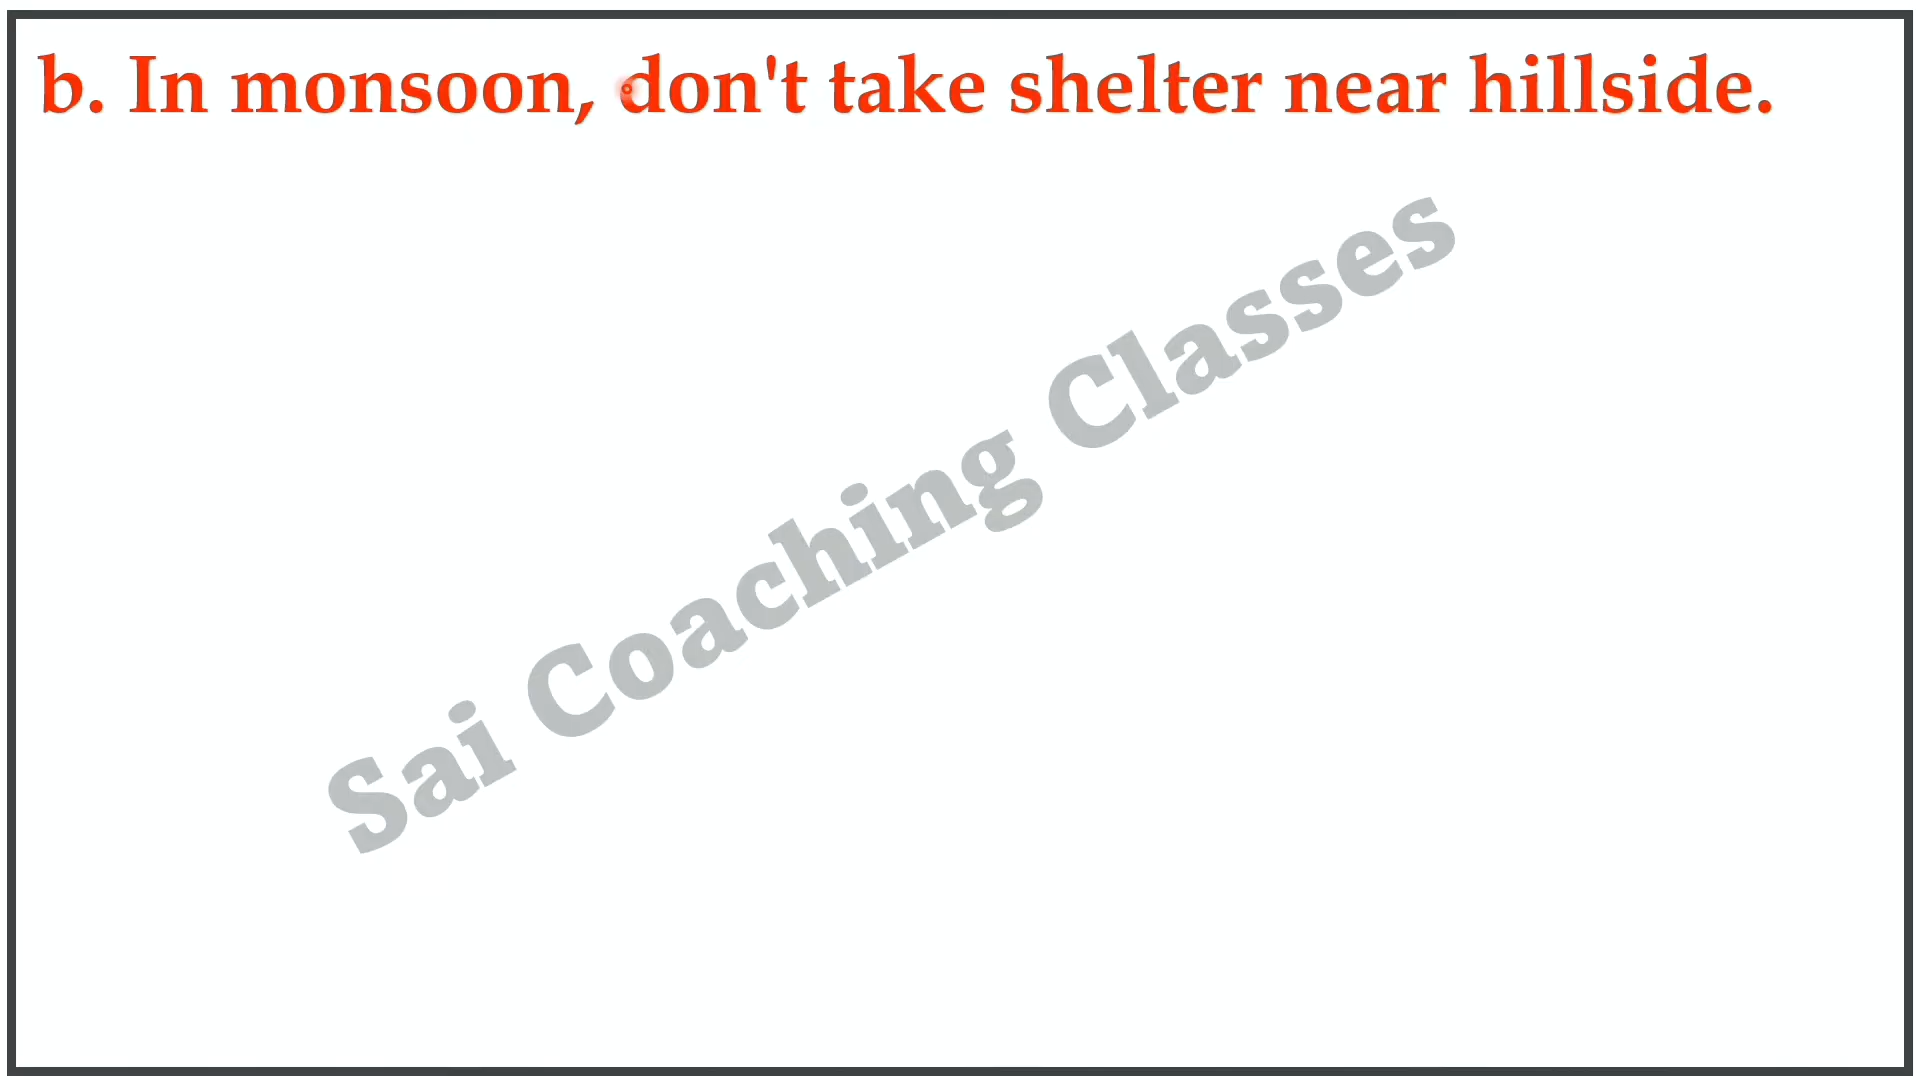 b. In monsoon, don't take shelter near hillside.
Sai Coaching Classes